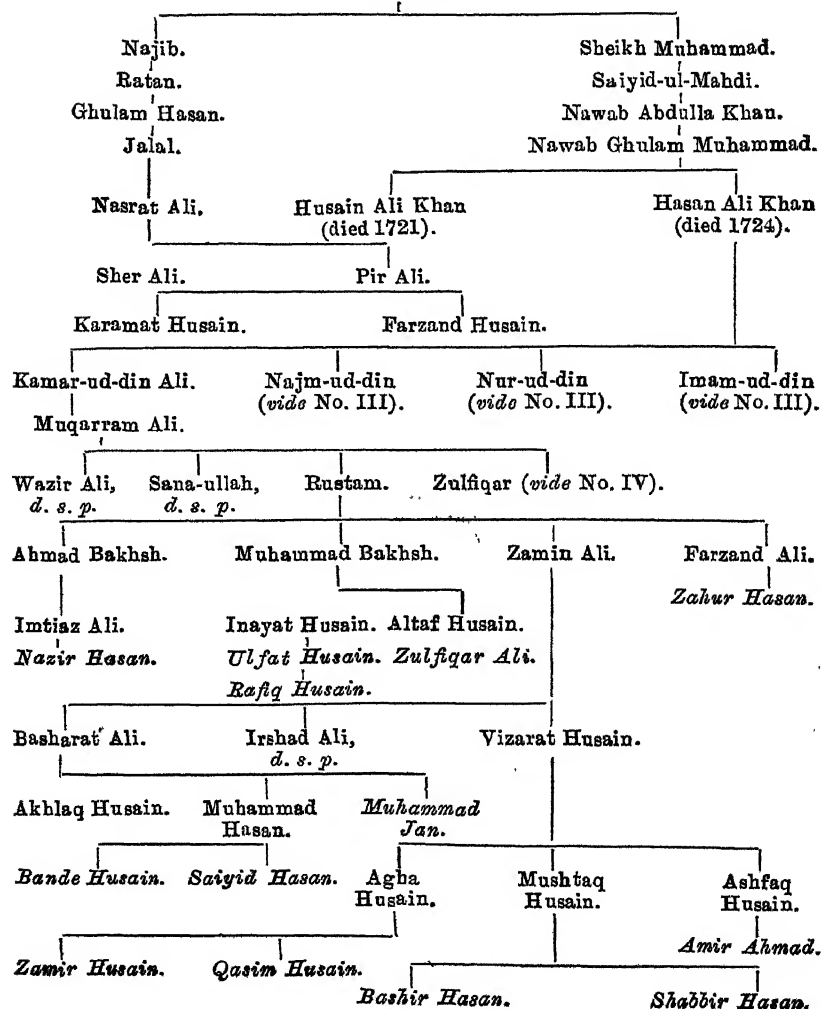 Najib. Sheikh Muhammad.
Ratan. Saiyid-ul-Mahdi.
Ghulam Hasan. Nawab Abdulla Khan.
Jalal. Nawab Ghulam Muhammad.
Nasrat Ali. Husain Ali Khan Hasan Ali Khan
(died 1721). (died 1724).
Sher Ali. Pir Ali.
Karamat Husain. Farzand Husain.
Kamar-ud-din Ali. Najm-ud-din Nur-ud-din Imam-ud-din
(vide No. III). (vide No. III). (vide No. III).
Muqarram Ali.
Wazir Ali, Sana-ullah, Rustam. Zulfiqar (vide No. IV).
d. s. p. d. s. p.
Ahmad Bakhsh. Muhammad Bakhsh. Zamin Ali. Farzand Ali.
Zahur Hasan.
Imtiaz Ali. Inayat Husain. Altaf Husain.
Nazir Hasan. Ulfat Husain. Zulfiqar Ali.
Rafiq Husain.
Basharat Ali. Irshad Ali, Vizarat Husain.
d. s. p.
Akhlaq Husain. Muhammad Muhammad
Hasan. Jan.
Bande Husain. Saiyid Hasan. Agha Mushtaq Ashfaq
Husain. Husain. Husain.
Amir Ahmad.
Zamir Husain. Qasim Husain.
Bashir Hasan. Shabbir Hasan.